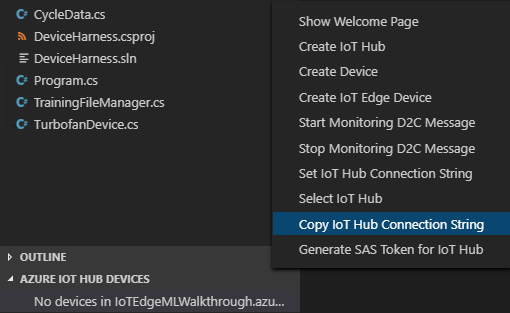 CycleData.cs
DeviceHarness.csproj
DeviceHarness.sln
Program.cs
TrainingFileManager.cs
TurbofanDevice.cs
OUTLINE
AZURE IOT HUB DEVICES
No devices in IoTEdgeMLWalkthrough.azu...
Show Welcome Page
Create IoT Hub
Create Device
Create IoT Edge Device
Start Monitoring D2C Message
Stop Monitoring D2C Message
Set IoT Hub Connection String
Select IoT Hub
Copy IoT Hub Connection String
Generate SAS Token for IoT Hub